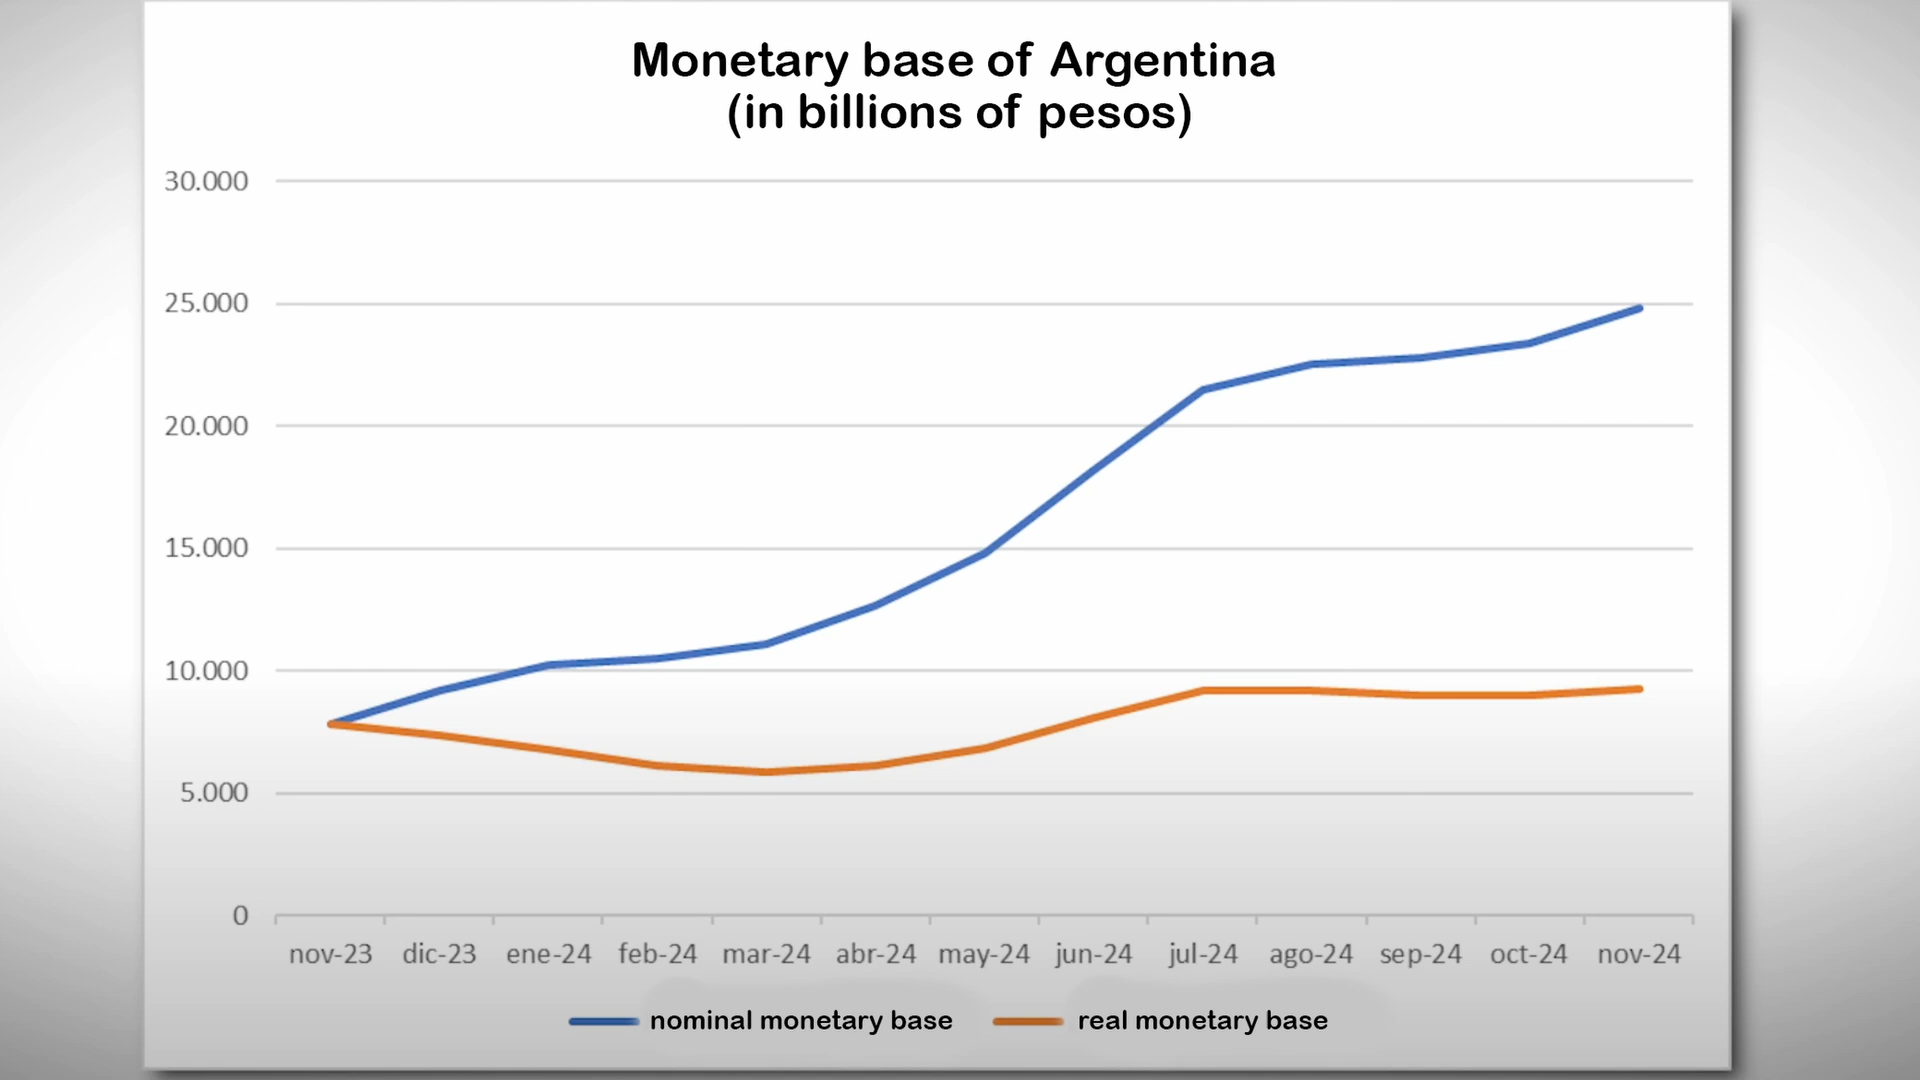 Monetary base of Argentina
(in billions of pesos)
30.000
25.000
20.000
15.000
10.000
5.000
0
nov-23 dic-23 ene-24 feb-24 mar-24 abr-24 may-24 jun-24 jul-24 ago-24 sep-24 oct-24 nov-24
nominal monetary base real monetary base